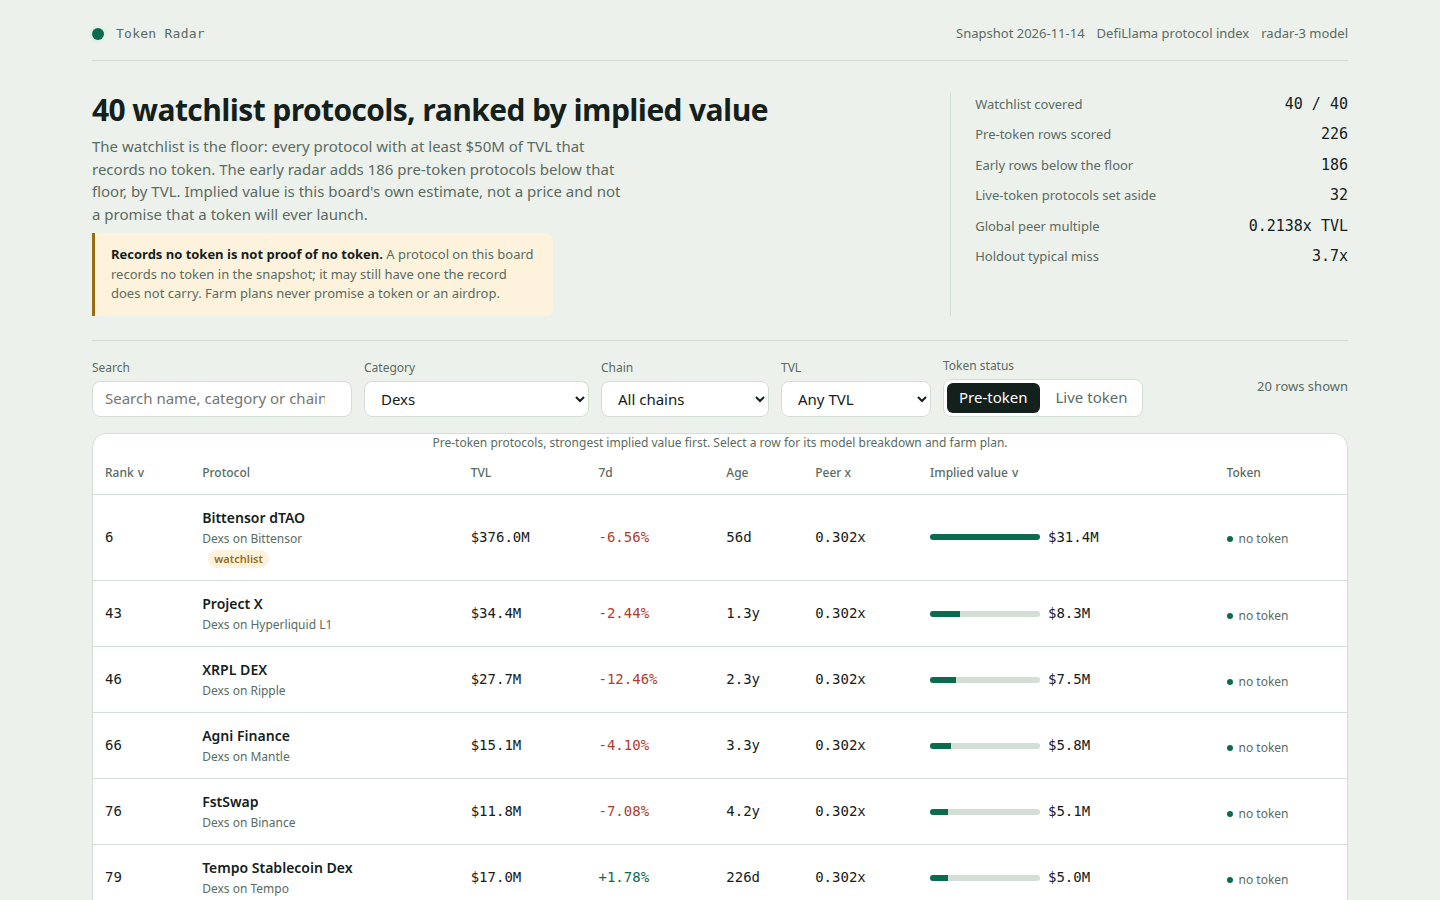 Token Radar
Snapshot 2026-11-14 DefiLlama protocol index radar-3 model
40 watchlist protocols, ranked by implied value
The watchlist is the floor: every protocol with at least $50M of TVL that
records no token. The early radar adds 186 pre-token protocols below that
floor, by TVL. Implied value is this board's own estimate, not a price and not
a promise that a token will ever launch.
Records no token is not proof of no token. A protocol on this board
records no token in the snapshot; it may still have one the record
does not carry. Farm plans never promise a token or an airdrop.
Watchlist covered 40 / 40
Pre-token rows scored 226
Early rows below the floor 186
Live-token protocols set aside 32
Global peer multiple 0.2138x TVL
Holdout typical miss 3.7x
Search Category Chain TVL Token status
Search name, category or chain Dexs All chains Any TVL Pre-token Live token
20 rows shown
Pre-token protocols, strongest implied value first. Select a row for its model breakdown and farm plan.
Rank v Protocol TVL 7d Age Peer x Implied value v Token
6 Bittensor dTAO $376.0M -6.56% 56d 0.302x $31.4M no token
Dexs on Bittensor
watchlist
43 Project X $34.4M -2.44% 1.3y 0.302x $8.3M no token
Dexs on Hyperliquid L1
46 XRPL DEX $27.7M -12.46% 2.3y 0.302x $7.5M no token
Dexs on Ripple
66 Agni Finance $15.1M -4.10% 3.3y 0.302x $5.8M no token
Dexs on Mantle
76 FstSwap $11.8M -7.08% 4.2y 0.302x $5.1M no token
Dexs on Binance
79 Tempo Stablecoin Dex $17.0M +1.78% 226d 0.302x $5.0M no token
Dexs on Tempo